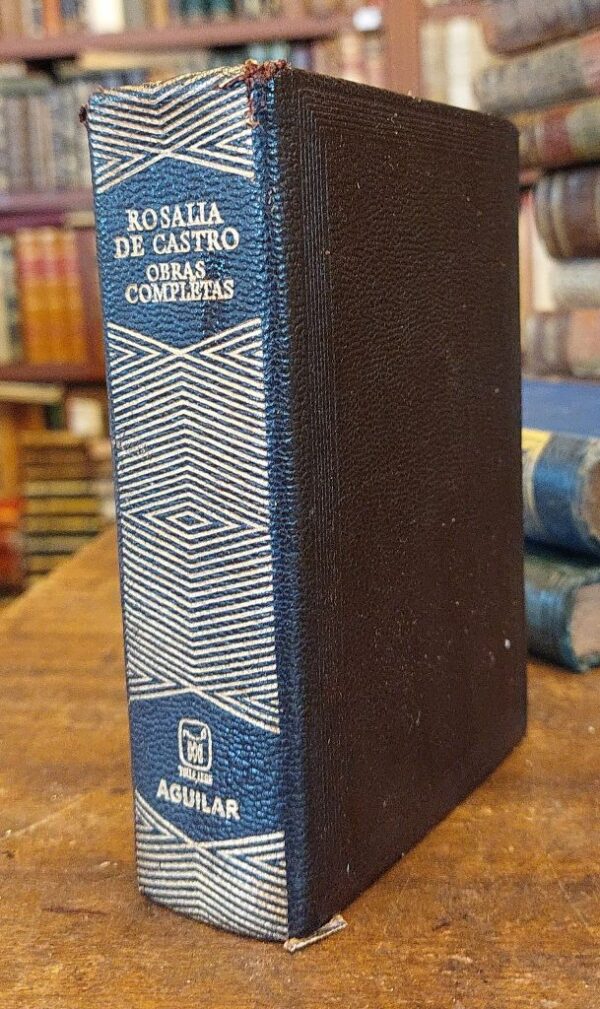 ROSALIA
DE CASTRO
OBRAS
COMPLETAS
AGUILAR